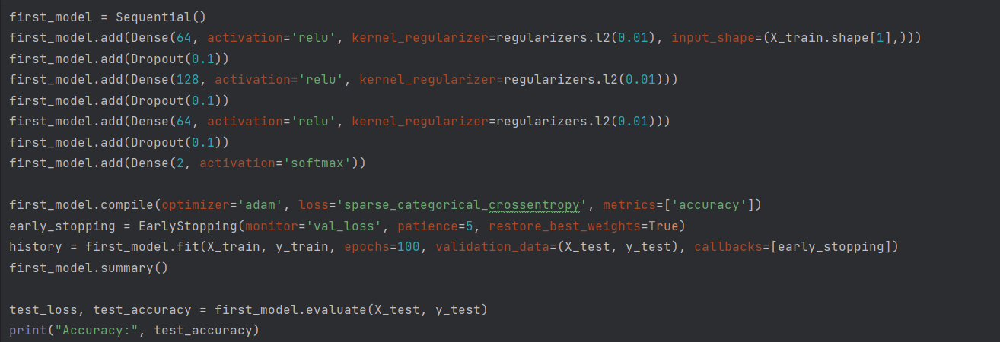 first_model = Sequential()
first_model.add(Dense(64, activation='relu', kernel_regularizer=regularizers.l2(0.01), input_shape=(X_train.shape[1],)))
first_model.add(Dropout(0.1))
first_model.add(Dense(128, activation='relu', kernel_regularizer=regularizers.l2(0.01)))
first_model.add(Dropout(0.1))
first_model.add(Dense(64, activation='relu', kernel_regularizer=regularizers.l2(0.01)))
first_model.add(Dropout(0.1))
first_model.add(Dense(2, activation='softmax'))
first_model.compile(optimizer='adam', loss='sparse_categorical_crossentropy', metrics=['accuracy'])
early_stopping = EarlyStopping(monitor='val_loss', patience=5, restore_best_weights=True)
history = first_model.fit(X_train, y_train, epochs=100, validation_data=(X_test, y_test), callbacks=[early_stopping])
first_model.summary()
test_loss, test_accuracy = first_model.evaluate(X_test, y_test)
print("Accuracy:", test_accuracy)